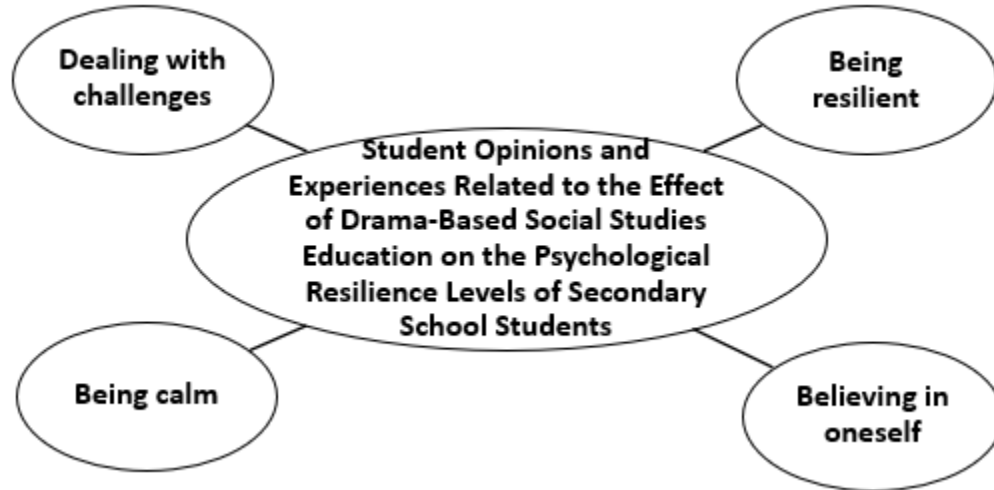 Dealing with
challenges
Being
resilient
Student Opinions and
Experiences Related to the Effect
of Drama-Based Social Studies
Education on the Psychological
Resilience Levels of Secondary
School Students
Being calm
Believing in
oneself